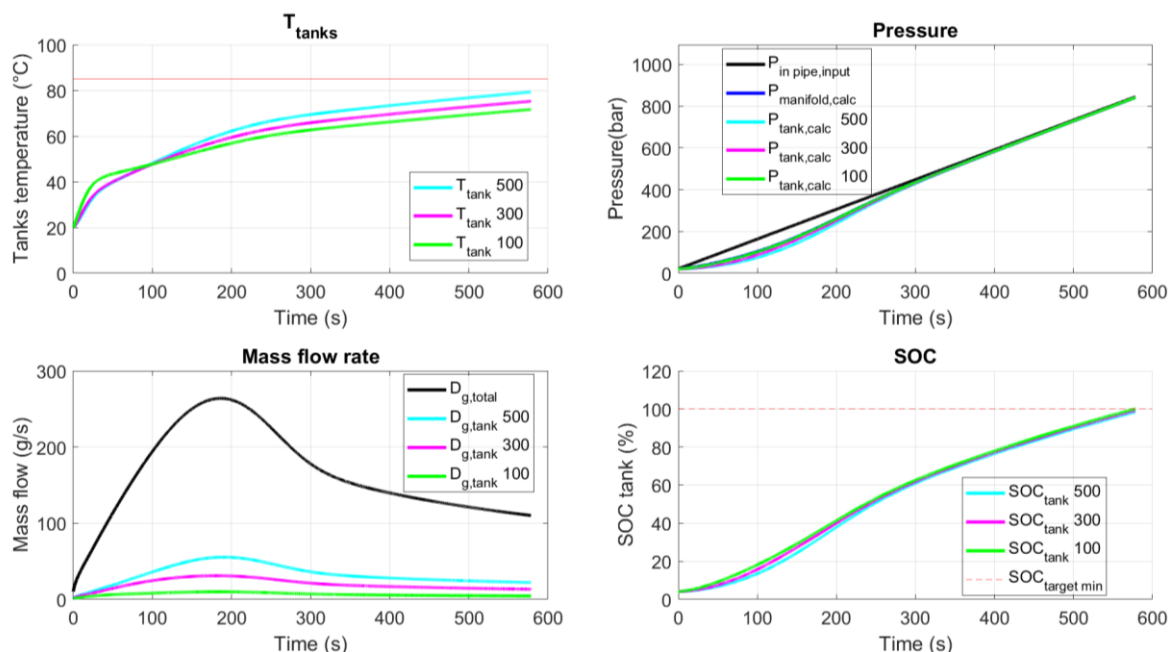 T_tanks
Tanks temperature (°C)
100
80
60
40
20
0
0 100 200 300 400 500 600
Time (s)
T_tank 500
T_tank 300
T_tank 100
Pressure
Pressure(bar)
1000
800
600
400
200
0
0 100 200 300 400 500 600
Time (s)
P_in pipe,input
P_manifold,calc
P_tank,calc 500
P_tank,calc 300
P_tank,calc 100
Mass flow rate
Mass flow (g/s)
300
200
100
0
0 100 200 300 400 500 600
Time (s)
D_g,total
D_g,tank 500
D_g,tank 300
D_g,tank 100
SOC
SOC tank (%)
120
100
80
60
40
20
0
0 100 200 300 400 500 600
Time (s)
SOC_tank 500
SOC_tank 300
SOC_tank 100
SOC_target min